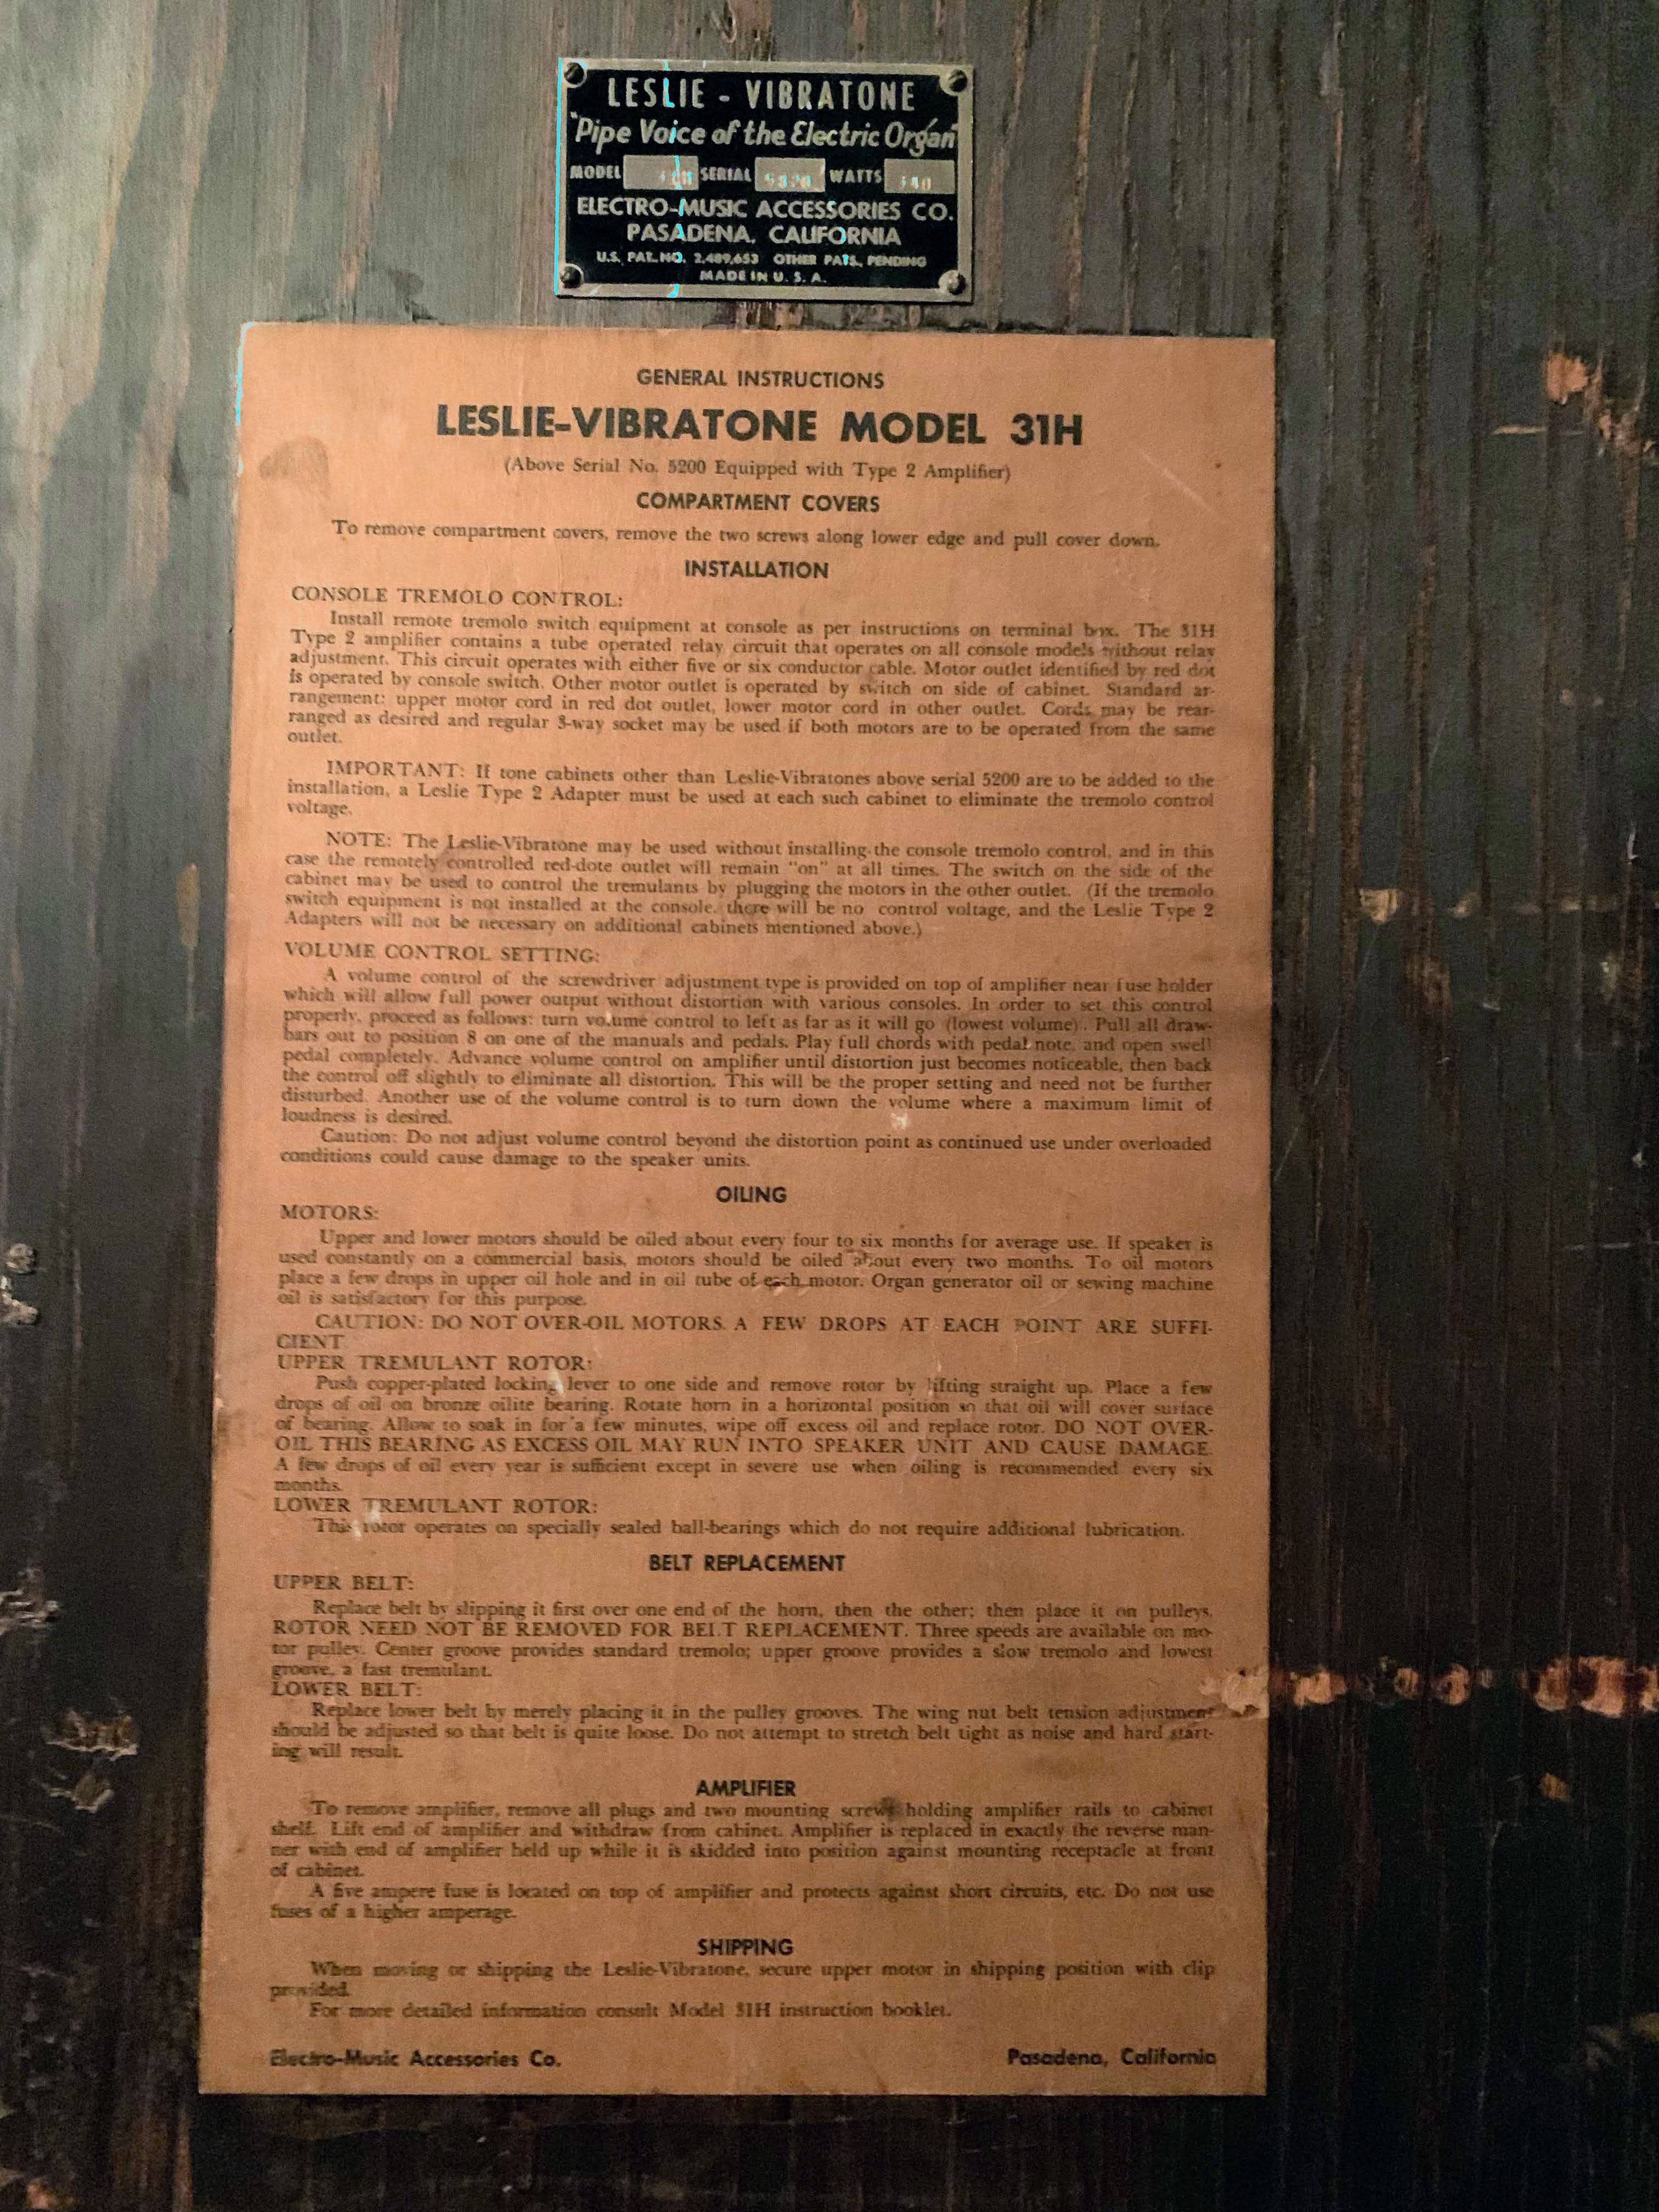 LESLIE - VIBRATONE
"Pipe Voice of the Electric Organ"
MODEL SERIAL WATTS
ELECTRO-MUSIC ACCESSORIES CO.
PASADENA, CALIFORNIA
U.S. PAT. NO. 2,489,653 OTHER PATS. PENDING
MADE IN U. S. A.
GENERAL INSTRUCTIONS
LESLIE-VIBRATONE MODEL 31H
(Above Serial No. 5200 Equipped with Type 2 Amplifier)
COMPARTMENT COVERS
To remove compartment covers, remove the two screws along lower edge and pull cover down.
INSTALLATION
CONSOLE TREMOLO CONTROL:
Install remote tremolo switch equipment at console as per instructions on terminal box. The 31H
Type 2 amplifier contains a tube operated relay circuit that operates on all console models without relay
adjustment. This circuit operates with either five or six conductor cable. Motor outlet identified by red dot
is operated by console switch. Other motor outlet is operated by switch on side of cabinet. Standard ar-
rangement: upper motor cord in red dot outlet, lower motor cord in other outlet. Cords may be rear-
ranged as desired and regular 3-way socket may be used if both motors are to be operated from the same
outlet.
IMPORTANT: If tone cabinets other than Leslie-Vibratones above serial 5200 are to be added to the
installation, a Leslie Type 2 Adapter must be used at each such cabinet to eliminate the tremolo control
voltage.
NOTE: The Leslie-Vibratone may be used without installing the console tremolo control, and in this
case the remotely controlled red-dote outlet will remain "on" at all times. The switch on the side of the
cabinet may be used to control the tremulants by plugging the motors in the other outlet. (If the tremolo
switch equipment is not installed at the console, there will be no control voltage, and the Leslie Type 2
Adapters will not be necessary on additional cabinets mentioned above.)
VOLUME CONTROL SETTING:
A volume control of the screwdriver adjustment type is provided on top of amplifier near fuse holder
which will allow full power output without distortion with various consoles. In order to set this control
properly, proceed as follows: turn volume control to left as far as it will go (lowest volume). Pull all draw-
bars out to position 8 on one of the manuals and pedals. Play full chords with pedal note, and open swell
pedal completely. Advance volume control on amplifier until distortion just becomes noticeable, then back
the control off slightly to eliminate all distortion. This will be the proper setting and need not be further
disturbed. Another use of the volume control is to turn down the volume where a maximum limit of
loudness is desired.
Caution: Do not adjust volume control beyond the distortion point as continued use under overloaded
conditions could cause damage to the speaker units.
OILING
MOTORS:
Upper and lower motors should be oiled about every four to six months for average use. If speaker is
used constantly on a commercial basis, motors should be oiled about every two months. To oil motors
place a few drops in upper oil hole and in oil tube of each motor. Organ generator oil or sewing machine
oil is satisfactory for this purpose.
CAUTION: DO NOT OVER-OIL MOTORS. A FEW DROPS AT EACH POINT ARE SUFFI-
CIENT
UPPER TREMULANT ROTOR:
Push copper-plated locking lever to one side and remove rotor by lifting straight up. Place a few
drops of oil on bronze oilite bearing. Rotate horn in a horizontal position so that oil will cover surface
of bearing. Allow to soak in for a few minutes, wipe off excess oil and replace rotor. DO NOT OVER-
OIL THIS BEARING AS EXCESS OIL MAY RUN INTO SPEAKER UNIT AND CAUSE DAMAGE.
A few drops of oil every year is sufficient except in severe use when oiling is recommended every six
months.
LOWER TREMULANT ROTOR:
This rotor operates on specially sealed ball-bearings which do not require additional lubrication.
BELT REPLACEMENT
UPPER BELT:
Replace belt by slipping it first over one end of the horn, then the other; then place it on pulleys.
ROTOR NEED NOT BE REMOVED FOR BELT REPLACEMENT. Three speeds are available on mo-
tor pulley. Center groove provides standard tremolo; upper groove provides a slow tremolo and lowest
groove, a fast tremulant.
LOWER BELT:
Replace lower belt by merely placing it in the pulley grooves. The wing nut belt tension adjustment
should be adjusted so that belt is quite loose. Do not attempt to stretch belt tight as noise and hard start-
ing will result.
AMPLIFIER
To remove amplifier, remove all plugs and two mounting screws holding amplifier rails to cabinet
shelf. Lift end of amplifier and withdraw from cabinet. Amplifier is replaced in exactly the reverse man-
ner with end of amplifier held up while it is skidded into position against mounting receptacle at front
of cabinet.
A five ampere fuse is located on top of amplifier and protects against short circuits, etc. Do not use
fuses of a higher amperage.
SHIPPING
When moving or shipping the Leslie-Vibratone, secure upper motor in shipping position with clip
provided.
For more detailed information consult Model 31H instruction booklet.
Electro-Music Accessories Co. Pasadena, California